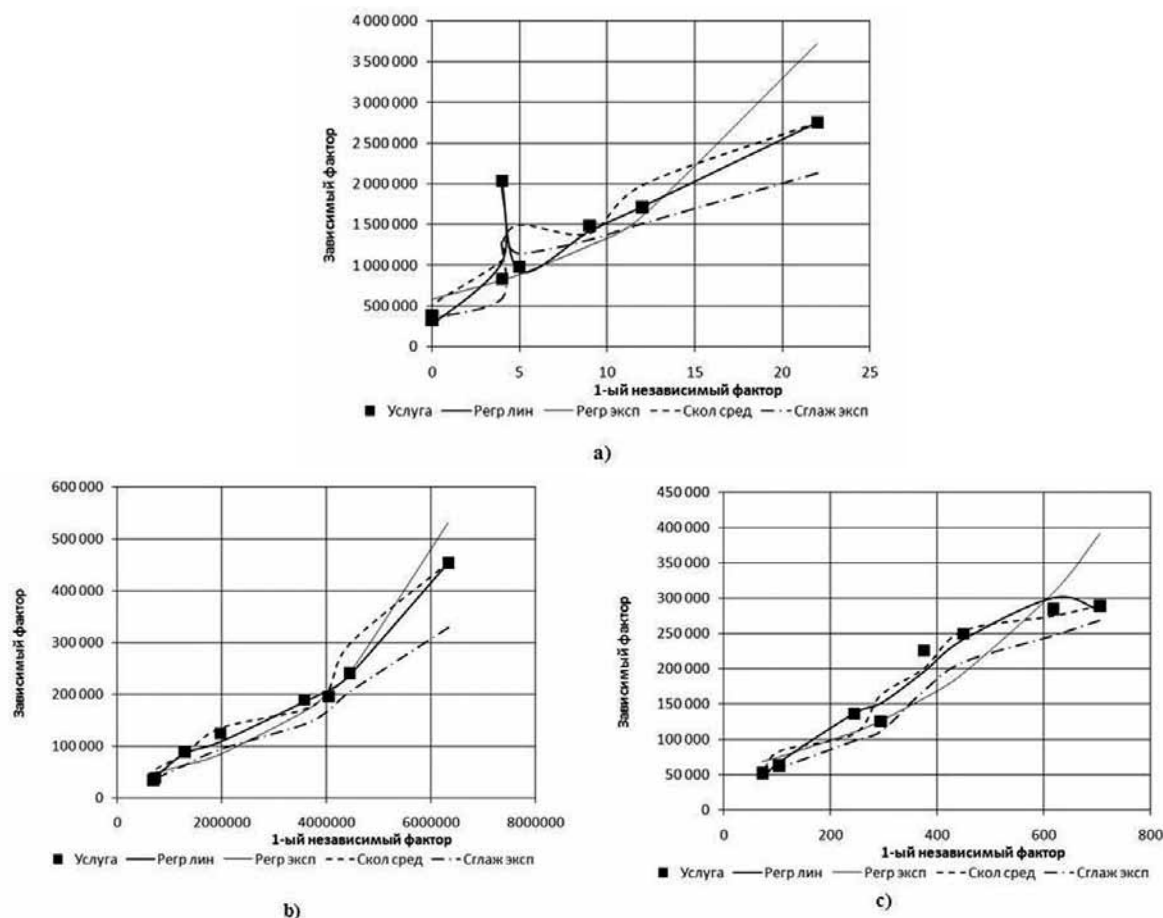 4 000 000
3 500 000
3 000 000
2 500 000
2 000 000
1 500 000
1 000 000
500 000
0
Зависимый фактор
0 5 10 15 20 25
1-ый независимый фактор
Услуга Регр лин Регр эксп Скол сред Сглаж эксп
a)
600 000
500 000
400 000
300 000
200 000
100 000
0
Зависимый фактор
0 2000000 4000000 6000000 8000000
1-ый независимый фактор
Услуга Регр лин Регр эксп Скол сред Сглаж эксп
b)
450 000
400 000
350 000
300 000
250 000
200 000
150 000
100 000
50 000
0
Зависимый фактор
0 200 400 600 800
1-ый независимый фактор
Услуга Регр лин Регр эксп Скол сред Сглаж эксп
c)